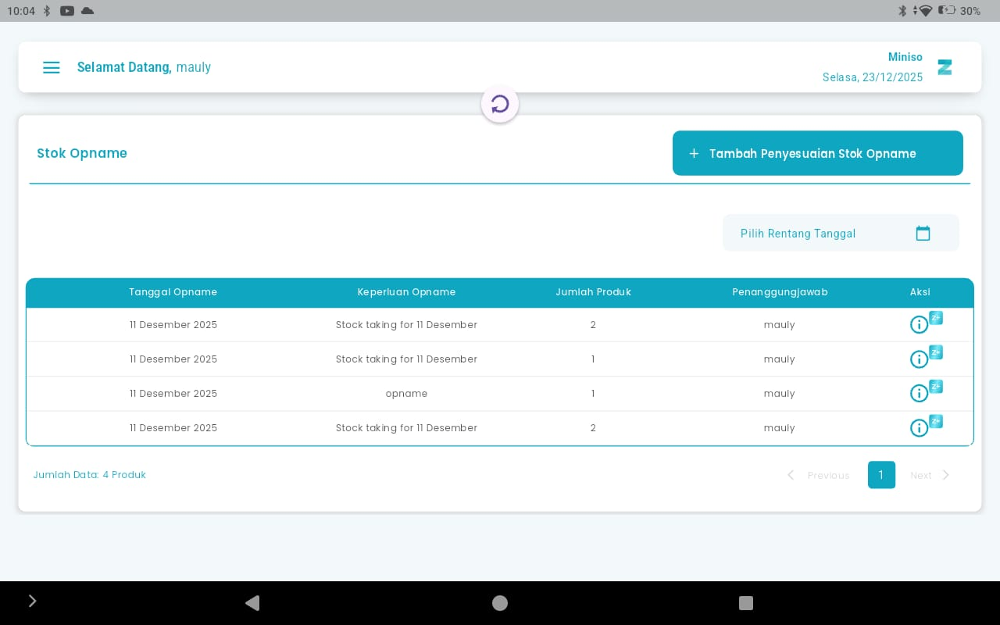 10:04 30%
Selamat Datang, mauly
Miniso
Selasa, 23/12/2025
Stok Opname
+ Tambah Penyesuaian Stok Opname
Pilih Rentang Tanggal
Tanggal Opname Keperluan Opname Jumlah Produk Penanggungjawab Aksi
11 Desember 2025 Stock taking for 11 Desember 2 mauly Z+
11 Desember 2025 Stock taking for 11 Desember 1 mauly Z+
11 Desember 2025 opname 1 mauly Z+
11 Desember 2025 Stock taking for 11 Desember 2 mauly Z+
Jumlah Data: 4 Produk
Previous 1 Next